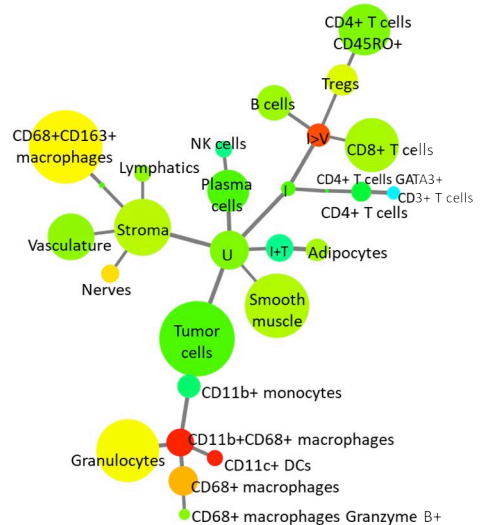 CD4+ T cells
CD45RO+
Tregs
B cells
I>V
CD8+ T cells
NK cells
CD68+CD163+
macrophages
Lymphatics
Plasma
cells
I
CD4+ T cells GATA3+
CD3+ T cells
CD4+ T cells
Stroma
Vasculature
U
I+T
Adipocytes
Nerves
Smooth
muscle
Tumor
cells
CD11b+ monocytes
CD11b+CD68+ macrophages
Granulocytes
CD11c+ DCs
CD68+ macrophages
CD68+ macrophages Granzyme B+